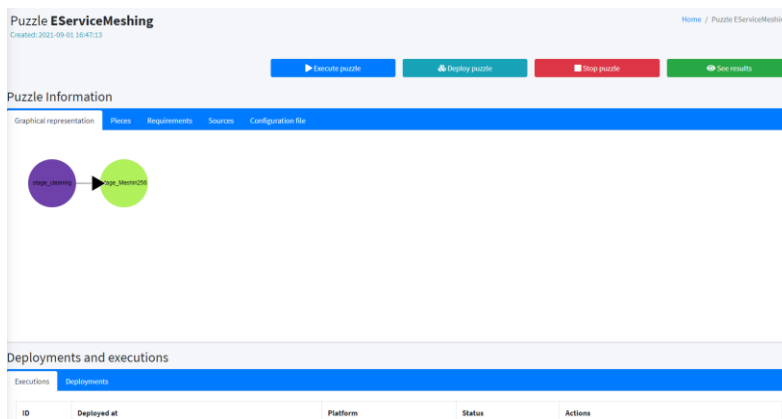 Puzzle EServiceMeshing
Home / Puzzle EServiceMeshin
Created: 2021-09-01 16:47:13
Execute puzzle Deploy puzzle Stop puzzle See results
Puzzle Information
Graphical representation Pieces Requirements Sources Configuration file
stage_cleaning tage_Meshin256
Deployments and executions
Executions Deployments
ID Deployed at Platform Status Actions